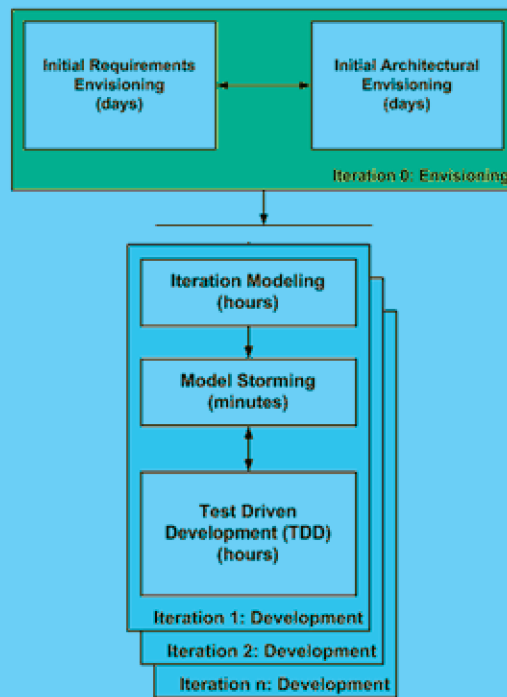 Initial Requirements
Envisioning
(days)
Initial Architectural
Envisioning
(days)
Iteration 0: Envisioning
Iteration Modeling
(hours)
Model Storming
(minutes)
Test Driven
Development (TDD)
(hours)
Iteration 1: Development
Iteration 2: Development
Iteration n: Development